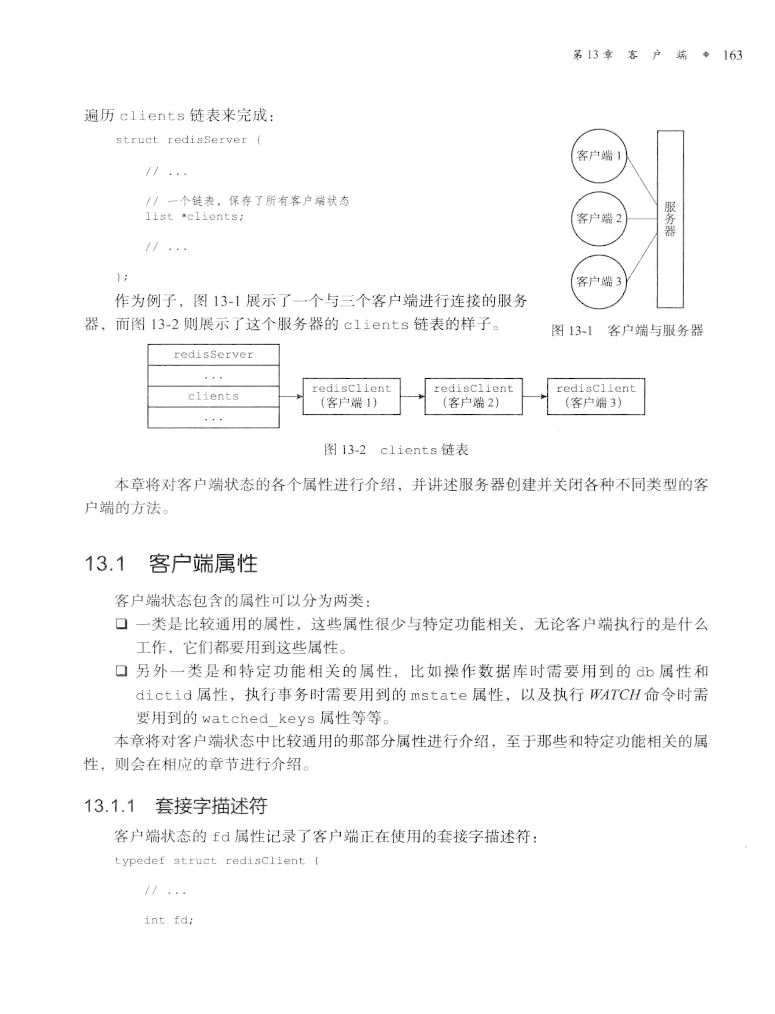 第13章 客 户 端 ◆ 163
遍历 clients 链表来完成：
struct redisServer {
// ...
// 一个链表，保存了所有客户端状态
list *clients;
// ...
};
作为例子，图 13-1 展示了一个与三个客户端进行连接的服务
器，而图 13-2 则展示了这个服务器的 clients 链表的样子。
客户端 1
客户端 2
客户端 3
服务器
图 13-1 客户端与服务器
redisServer
...
clients
...
redisClient
（客户端 1）
redisClient
（客户端 2）
redisClient
（客户端 3）
图 13-2 clients 链表
本章将对客户端状态的各个属性进行介绍，并讲述服务器创建并关闭各种不同类型的客
户端的方法。
13.1 客户端属性
客户端状态包含的属性可以分为两类：
❑ 一类是比较通用的属性，这些属性很少与特定功能相关，无论客户端执行的是什么
工作，它们都要用到这些属性。
❑ 另外一类是和特定功能相关的属性，比如操作数据库时需要用到的 db 属性和
dictid 属性，执行事务时需要用到的 mstate 属性，以及执行 WATCH 命令时需
要用到的 watched_keys 属性等等。
本章将对客户端状态中比较通用的那部分属性进行介绍，至于那些和特定功能相关的属
性，则会在相应的章节进行介绍。
13.1.1 套接字描述符
客户端状态的 fd 属性记录了客户端正在使用的套接字描述符：
typedef struct redisClient {
// ...
int fd;